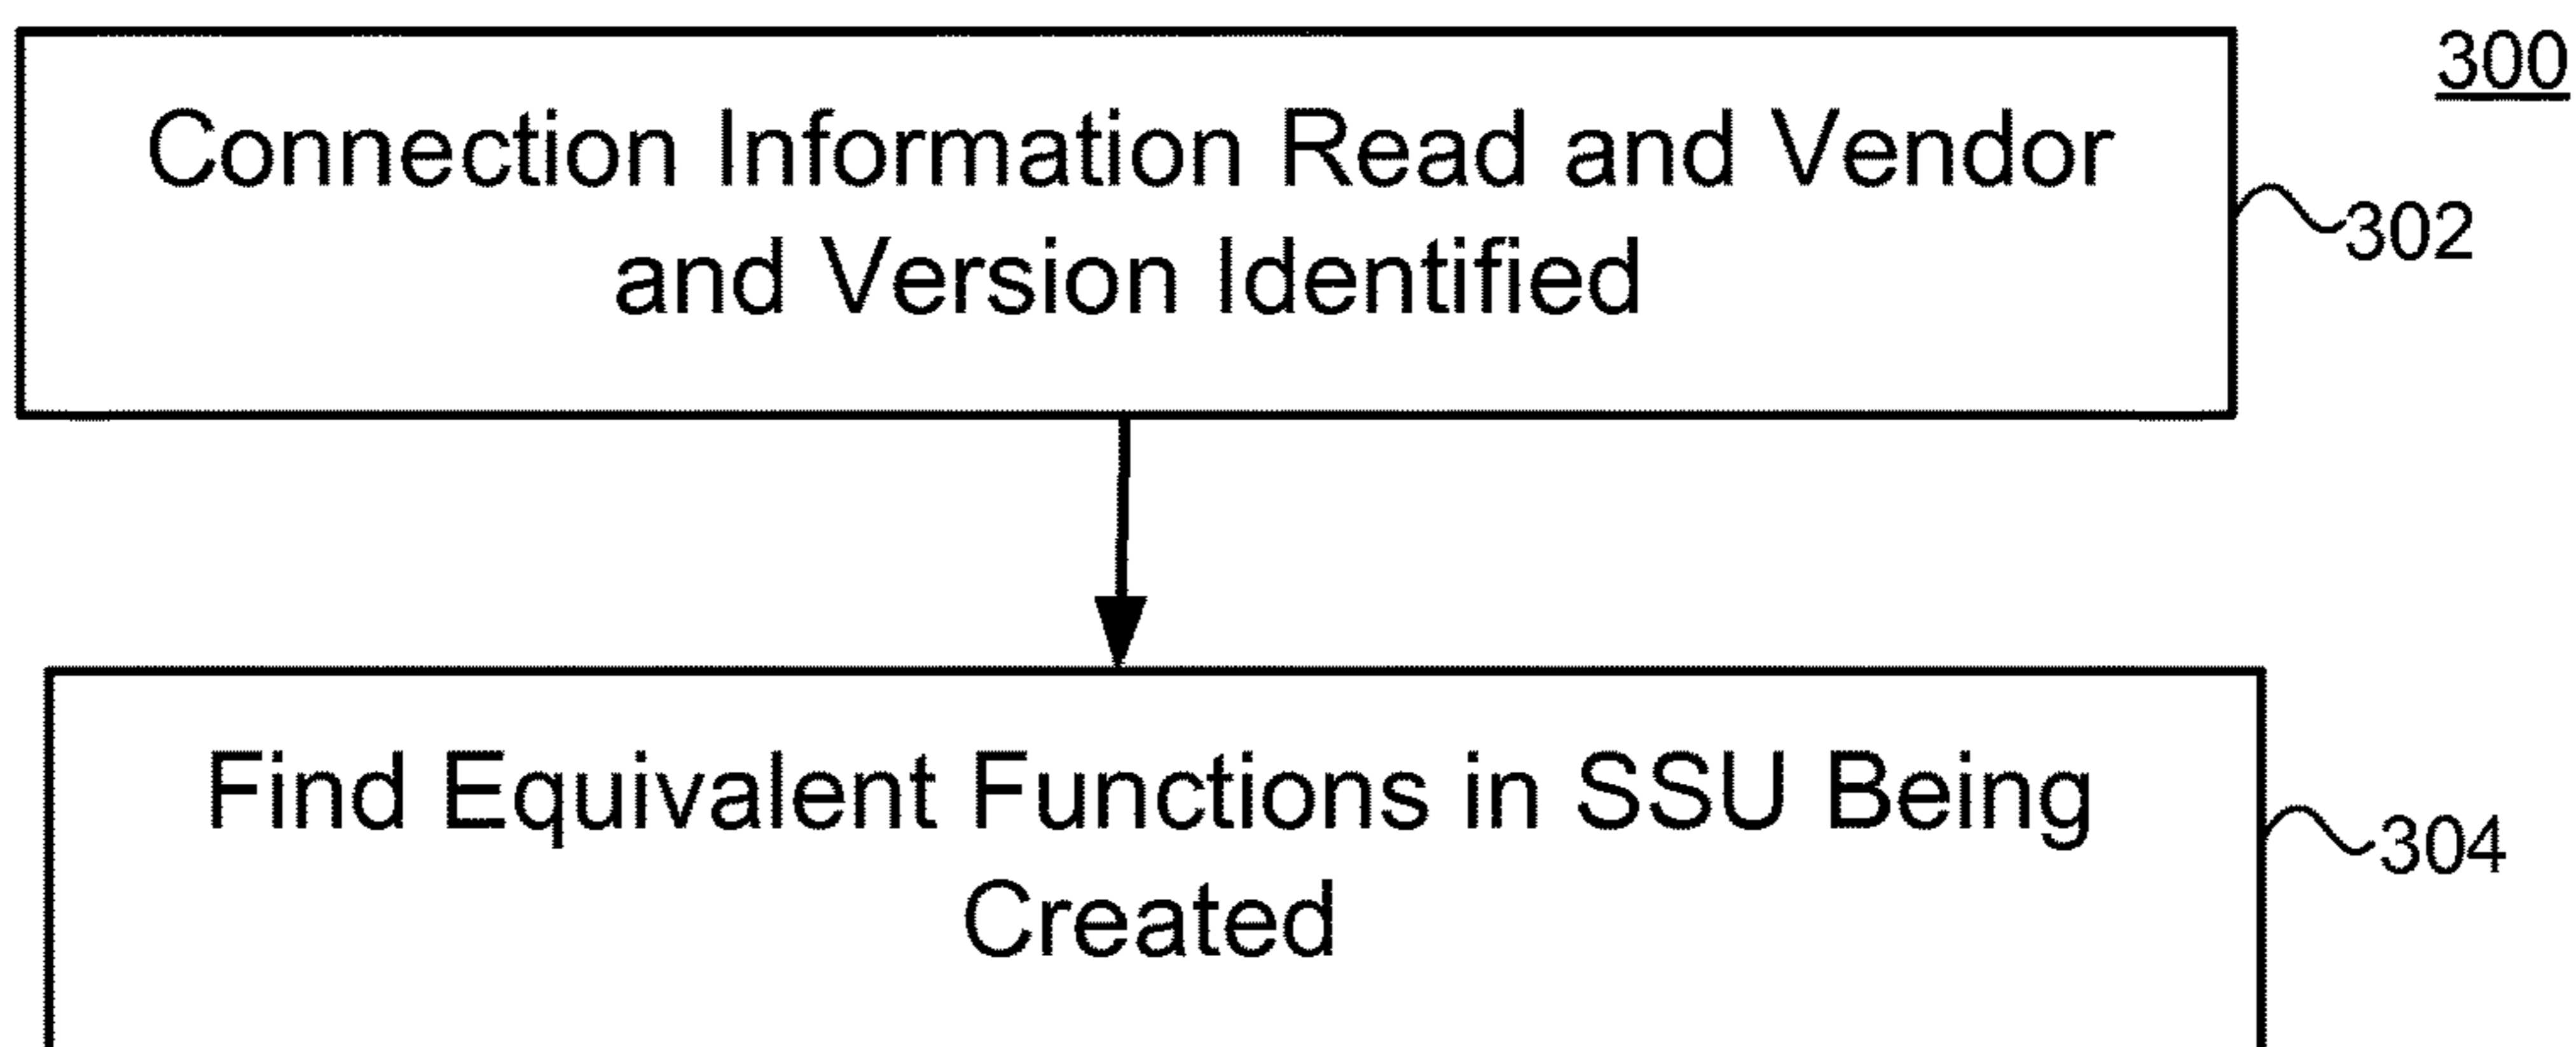 300
Connection Information Read and Vendor
and Version Identified
302
Find Equivalent Functions in SSU Being
Created
304